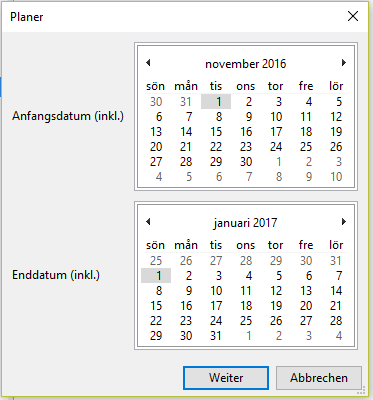 Planer
Anfangsdatum (inkl.)
november 2016
sön mån tis ons tor fre lör
30 31 1 2 3 4 5
6 7 8 9 10 11 12
13 14 15 16 17 18 19
20 21 22 23 24 25 26
27 28 29 30 1 2 3
4 5 6 7 8 9 10
Enddatum (inkl.)
januari 2017
sön mån tis ons tor fre lör
25 26 27 28 29 30 31
1 2 3 4 5 6 7
8 9 10 11 12 13 14
15 16 17 18 19 20 21
22 23 24 25 26 27 28
29 30 31 1 2 3 4
Weiter Abbrechen